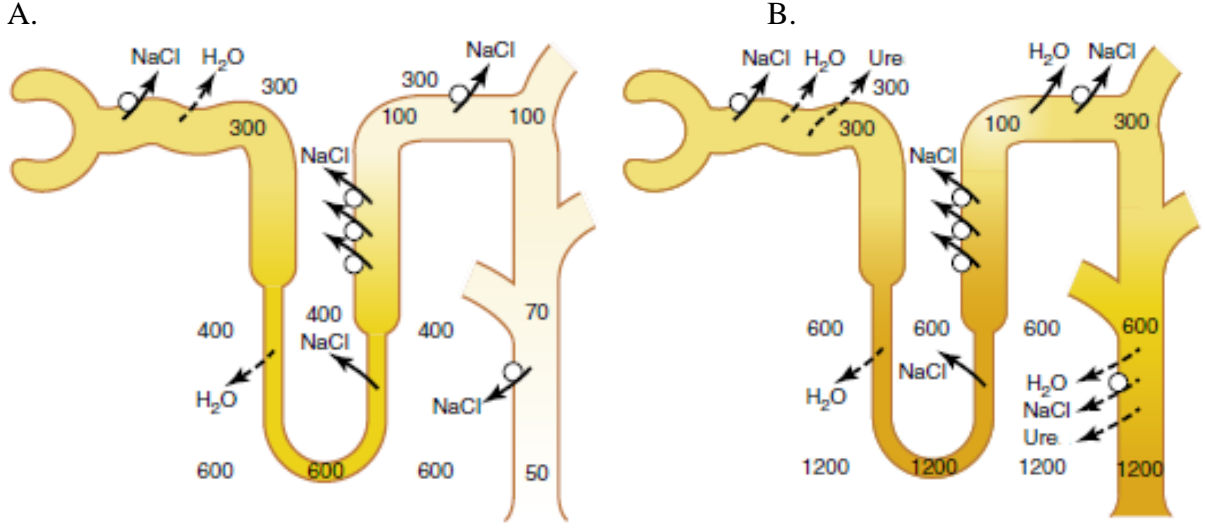 A.
NaCl H₂O 300 300 NaCl
300 100 100
NaCl
400 400 400 70
NaCl
H₂O NaCl
600 600 600 50
B.
NaCl H₂O Ure 300 H₂O NaCl
300 100 300
NaCl
600 600 600 600
H₂O NaCl H₂O
NaCl
Ure
1200 1200 1200 1200